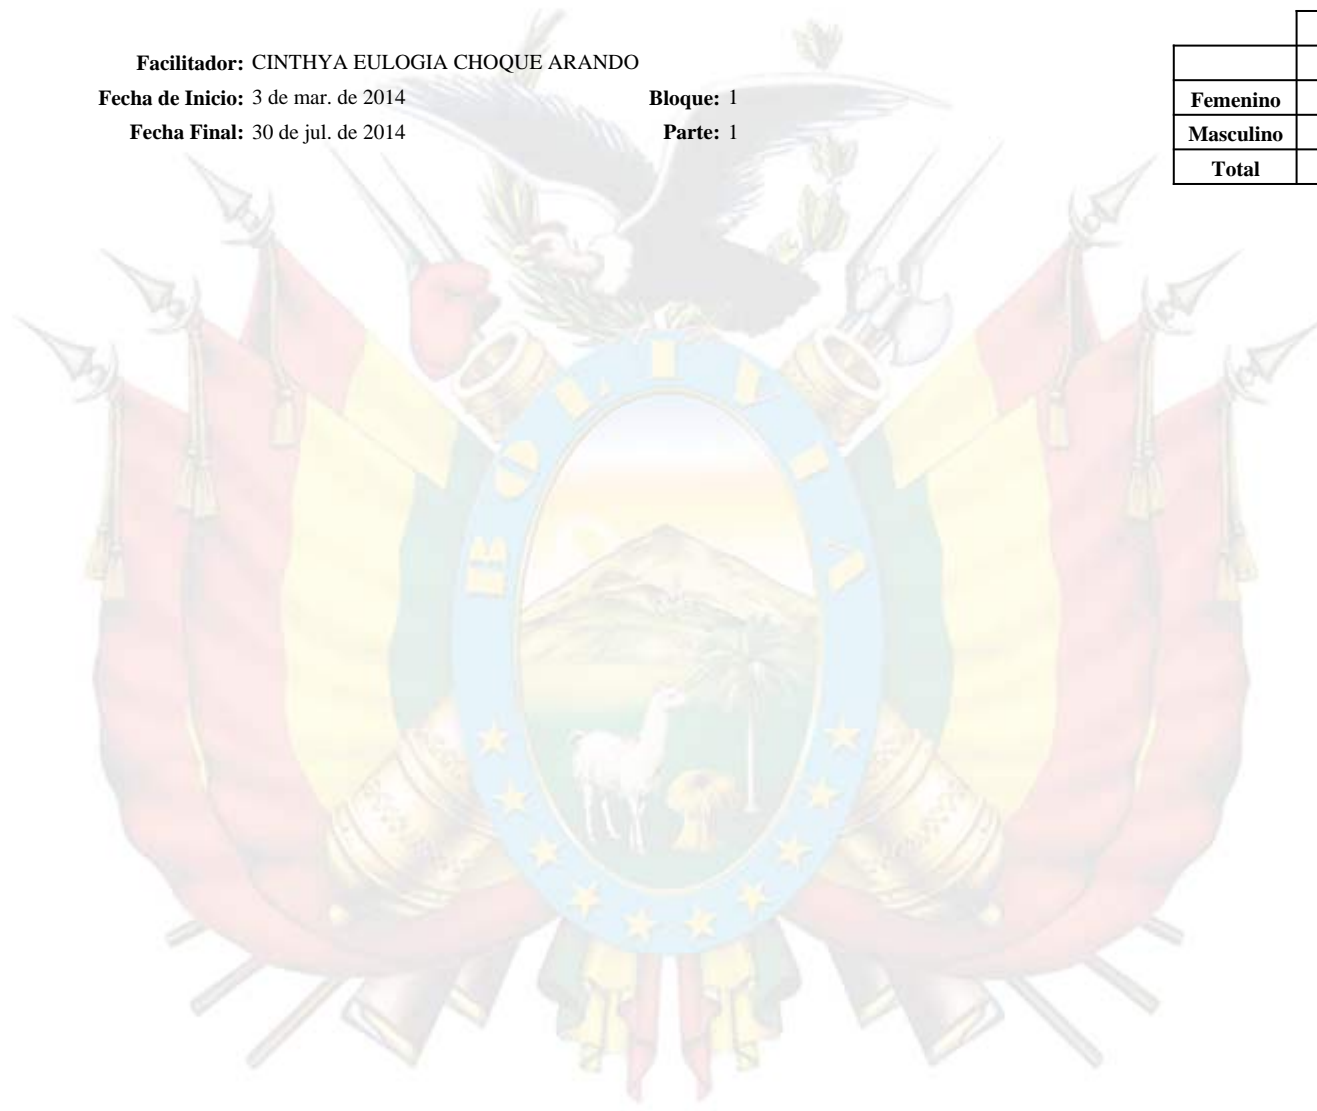 Facilitador: CINTHYA EULOGIA CHOQUE ARANDO
Fecha de Inicio: 3 de mar. de 2014 Bloque: 1
Fecha Final: 30 de jul. de 2014 Parte: 1
Femenino
Masculino
Total
BOLIVIA